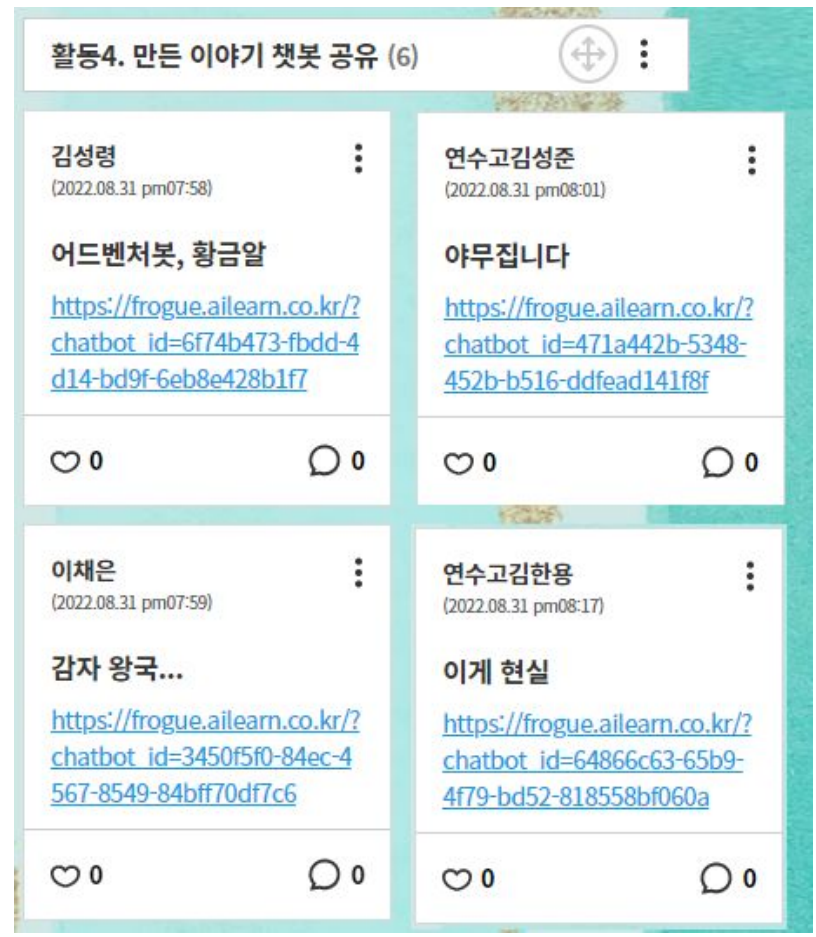 활동4. 만든 이야기 챗봇 공유 (6)
김성령
(2022.08.31 pm07:58)
어드벤처봇, 황금알
https://frogue.ailearn.co.kr/?
chatbot_id=6f74b473-fbdd-4
d14-bd9f-6eb8e428b1f7
0 0
연수고김성준
(2022.08.31 pm08:01)
야무집니다
https://frogue.ailearn.co.kr/?
chatbot_id=471a442b-5348-
452b-b516-ddfead141f8f
0 0
이채은
(2022.08.31 pm07:59)
감자 왕국...
https://frogue.ailearn.co.kr/?
chatbot_id=3450f5f0-84ec-4
567-8549-84bff70df7c6
0 0
연수고김한용
(2022.08.31 pm08:17)
이게 현실
https://frogue.ailearn.co.kr/?
chatbot_id=64866c63-65b9-
4f79-bd52-818558bf060a
0 0